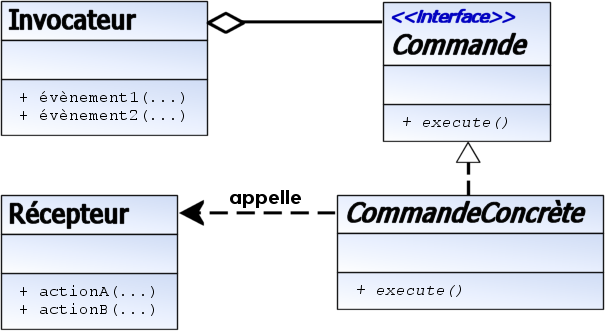 Invocateur
+ évènement1(...)
+ évènement2(...)
<<Interface>>
Commande
+ execute()
appelle
Récepteur
+ actionA(...)
+ actionB(...)
CommandeConcrète
+ execute()